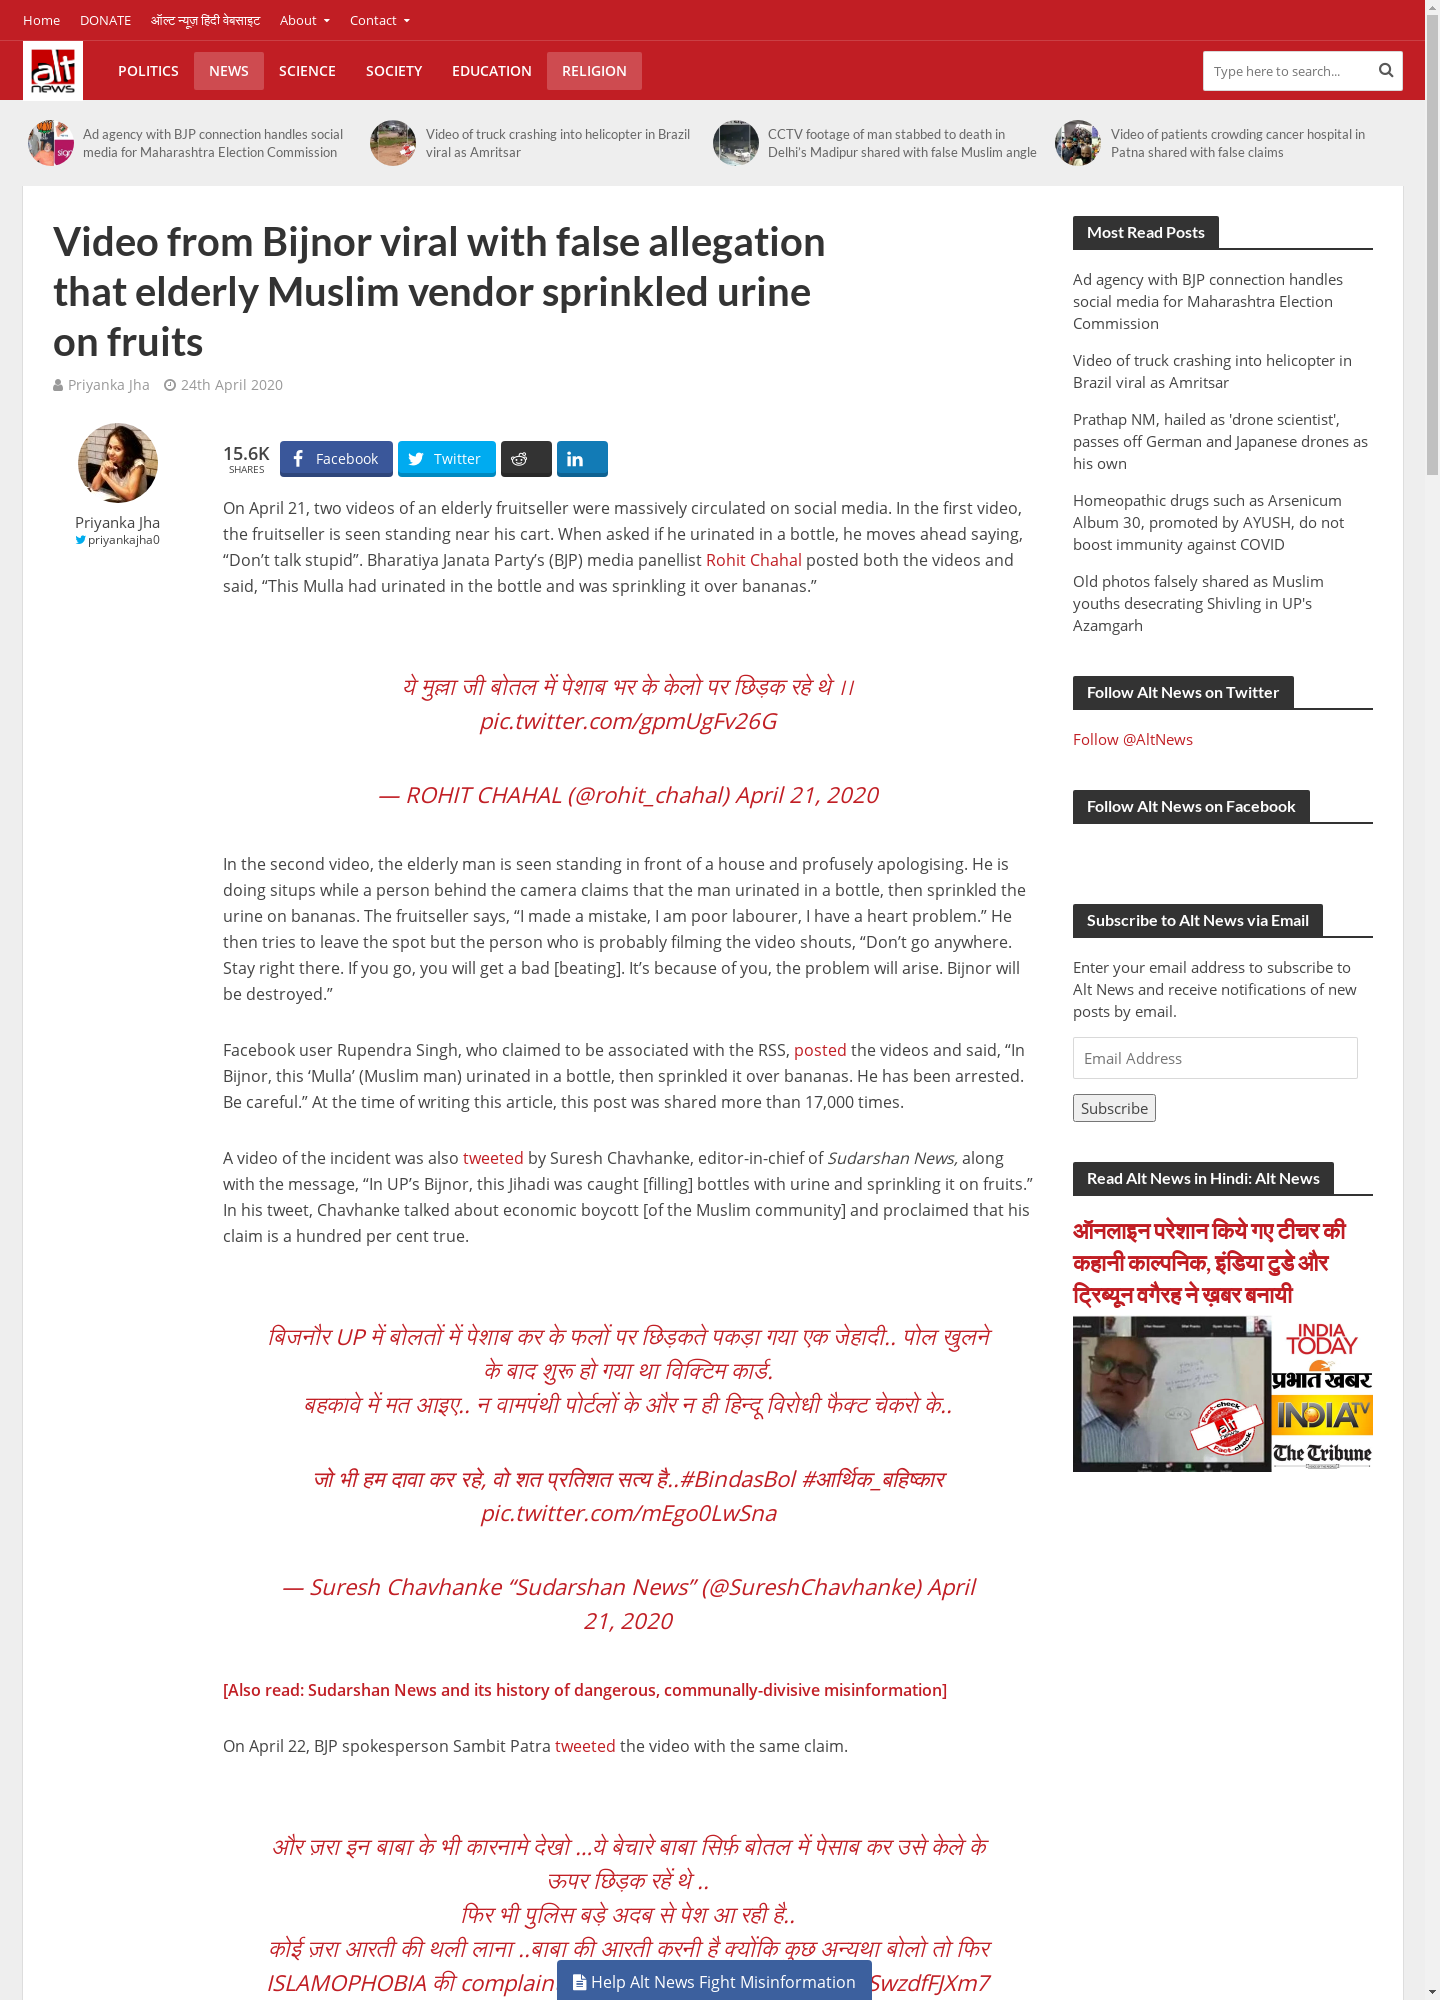 Home DONATE ऑल्ट न्यूज़ हिंदी वेबसाइट About Contact
alt news
POLITICS NEWS SCIENCE SOCIETY EDUCATION RELIGION
Type here to search...
Ad agency with BJP connection handles social
media for Maharashtra Election Commission
Video of truck crashing into helicopter in Brazil
viral as Amritsar
CCTV footage of man stabbed to death in
Delhi's Madipur shared with false Muslim angle
Video of patients crowding cancer hospital in
Patna shared with false claims
Video from Bijnor viral with false allegation
that elderly Muslim vendor sprinkled urine
on fruits
Priyanka Jha 24th April 2020
Priyanka Jha
priyankajha0
15.6K
SHARES
Facebook Twitter
On April 21, two videos of an elderly fruitseller were massively circulated on social media. In the first video,
the fruitseller is seen standing near his cart. When asked if he urinated in a bottle, he moves ahead saying,
“Don’t talk stupid”. Bharatiya Janata Party’s (BJP) media panellist Rohit Chahal posted both the videos and
said, “This Mulla had urinated in the bottle and was sprinkling it over bananas.”
ये मुल्ला जी बोतल में पेशाब भर के केलो पर छिड़क रहे थे ।।
pic.twitter.com/gpmUgFv26G
— ROHIT CHAHAL (@rohit_chahal) April 21, 2020
In the second video, the elderly man is seen standing in front of a house and profusely apologising. He is
doing situps while a person behind the camera claims that the man urinated in a bottle, then sprinkled the
urine on bananas. The fruitseller says, “I made a mistake, I am poor labourer, I have a heart problem.” He
then tries to leave the spot but the person who is probably filming the video shouts, “Don’t go anywhere.
Stay right there. If you go, you will get a bad [beating]. It’s because of you, the problem will arise. Bijnor will
be destroyed.”
Facebook user Rupendra Singh, who claimed to be associated with the RSS, posted the videos and said, “In
Bijnor, this ‘Mulla’ (Muslim man) urinated in a bottle, then sprinkled it over bananas. He has been arrested.
Be careful.” At the time of writing this article, this post was shared more than 17,000 times.
A video of the incident was also tweeted by Suresh Chavhanke, editor-in-chief of Sudarshan News, along
with the message, “In UP’s Bijnor, this Jihadi was caught [filling] bottles with urine and sprinkling it on fruits.”
In his tweet, Chavhanke talked about economic boycott [of the Muslim community] and proclaimed that his
claim is a hundred per cent true.
बिजनौर UP में बोलतों में पेशाब कर के फलों पर छिड़कते पकड़ा गया एक जेहादी.. पोल खुलने
के बाद शुरू हो गया था विक्टिम कार्ड.
बहकावे में मत आइए.. न वामपंथी पोर्टलों के और न ही हिन्दू विरोधी फैक्ट चेकरो के..
जो भी हम दावा कर रहे, वो शत प्रतिशत सत्य है..#BindasBol #आर्थिक_बहिष्कार
pic.twitter.com/mEgo0LwSna
— Suresh Chavhanke “Sudarshan News” (@SureshChavhanke) April
21, 2020
[Also read: Sudarshan News and its history of dangerous, communally-divisive misinformation]
On April 22, BJP spokesperson Sambit Patra tweeted the video with the same claim.
और ज़रा इन बाबा के भी कारनामे देखो ...ये बेचारे बाबा सिर्फ़ बोतल में पेसाब कर उसे केले के
ऊपर छिड़क रहें थे ..
फिर भी पुलिस बड़े अदब से पेश आ रही है..
कोई ज़रा आरती की थली लाना ..बाबा की आरती करनी है क्योंकि कुछ अन्यथा बोलो तो फिर
ISLAMOPHOBIA की complain SwzdfFJXm7
Help Alt News Fight Misinformation
Most Read Posts
Ad agency with BJP connection handles
social media for Maharashtra Election
Commission
Video of truck crashing into helicopter in
Brazil viral as Amritsar
Prathap NM, hailed as 'drone scientist',
passes off German and Japanese drones as
his own
Homeopathic drugs such as Arsenicum
Album 30, promoted by AYUSH, do not
boost immunity against COVID
Old photos falsely shared as Muslim
youths desecrating Shivling in UP's
Azamgarh
Follow Alt News on Twitter
Follow @AltNews
Follow Alt News on Facebook
Subscribe to Alt News via Email
Enter your email address to subscribe to
Alt News and receive notifications of new
posts by email.
Email Address
Subscribe
Read Alt News in Hindi: Alt News
ऑनलाइन परेशान किये गए टीचर की
कहानी काल्पनिक, इंडिया टुडे और
ट्रिब्यून वगैरह ने ख़बर बनायी
INDIA
TODAY
प्रभात खबर
INDIA TV
The Tribune
Fact-check
alt
Fact-check